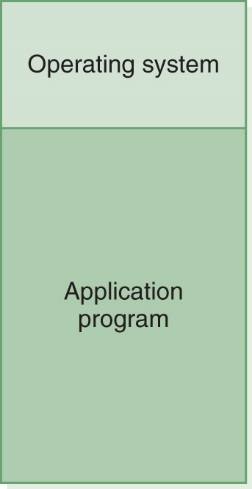 Operating system
Application
program